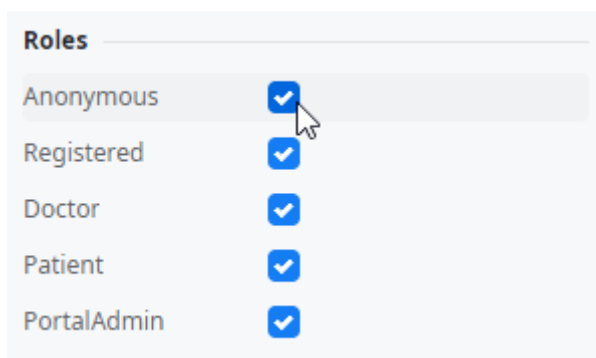 Roles
Anonymous
Registered
Doctor
Patient
PortalAdmin